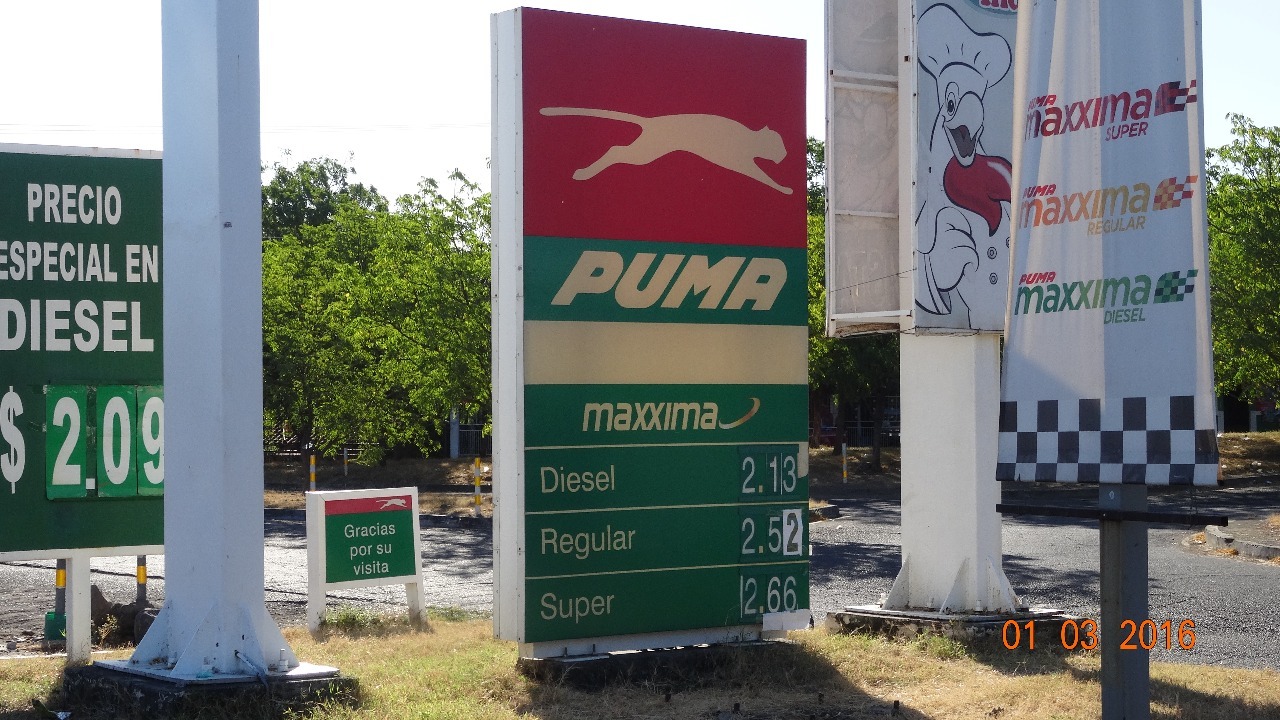 PRECIO
ESPECIAL EN
DIESEL
$ 2.09
Gracias
por su
visita
PUMA
maxxima
Diesel 2.13
Regular 2.52
Super 2.66
PUMA
maxxima
SUPER
PUMA
maxxima
REGULAR
PUMA
maxxima
DIESEL
01 03 2016